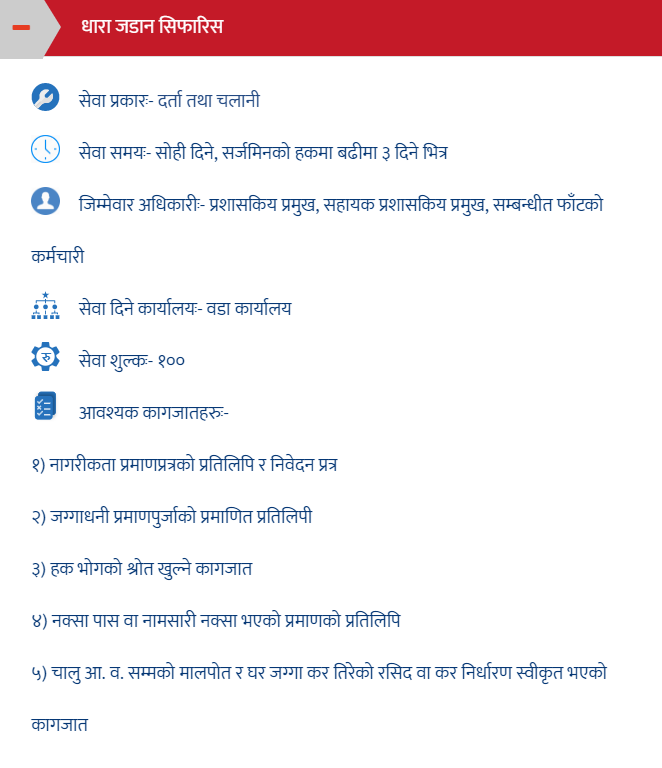 धारा जडान सिफारिस
सेवा प्रकारः- दर्ता तथा चलानी
सेवा समयः- सोही दिने, सर्जमिनको हकमा बढीमा ३ दिने भित्र
जिम्मेवार अधिकारीः- प्रशासकिय प्रमुख, सहायक प्रशासकिय प्रमुख, सम्बन्धीत फाँटको
कर्मचारी
सेवा दिने कार्यालयः- वडा कार्यालय
रु
सेवा शुल्कः- १००
आवश्यक कागजातहरुः-
१) नागरीकता प्रमाणप्रत्रको प्रतिलिपि र निवेदन प्रत्र
२) जग्गाधनी प्रमाणपुर्जाको प्रमाणित प्रतिलिपी
३) हक भोगको श्रोत खुल्ने कागजात
४) नक्सा पास वा नामसारी नक्सा भएको प्रमाणको प्रतिलिपि
५) चालु आ. व. सम्मको मालपोत र घर जग्गा कर तिरेको रसिद वा कर निर्धारण स्वीकृत भएको
कागजात